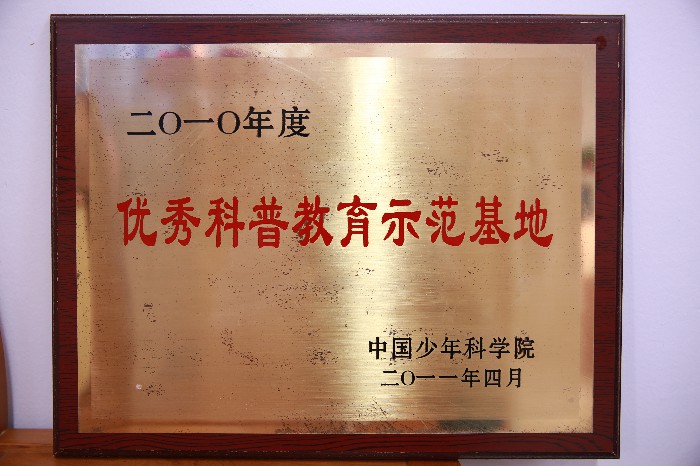 二〇一〇年度
优秀科普教育示范基地
中国少年科学院
二〇一一年四月